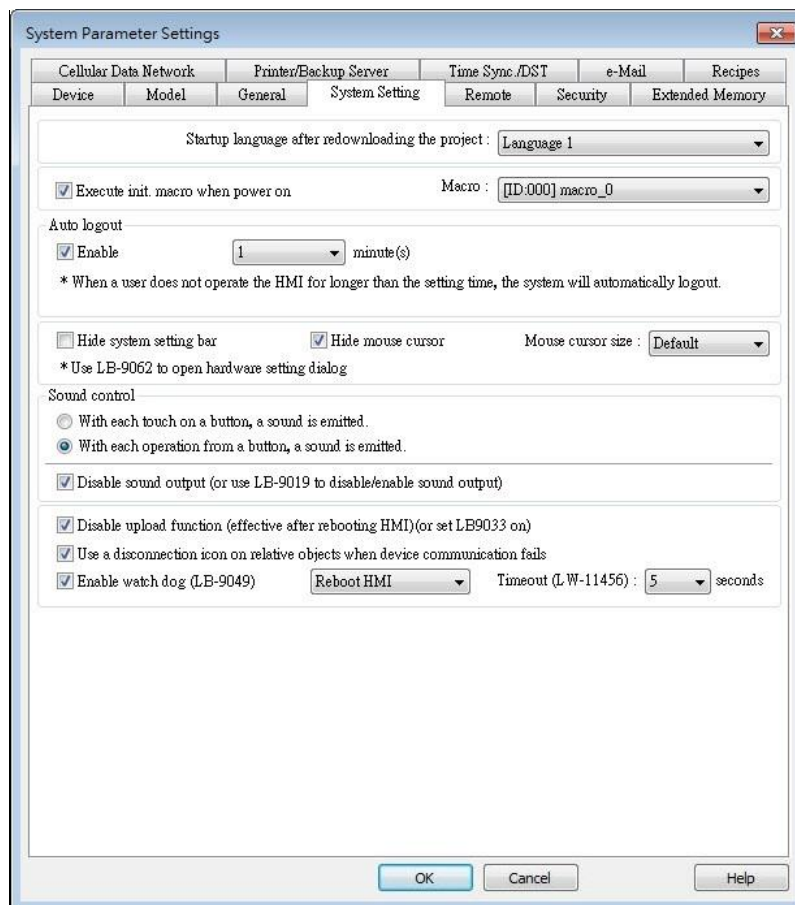 System Parameter Settings
Cellular Data Network Printer/Backup Server Time Sync./DST e-Mail Recipes
Device Model General System Setting Remote Security Extended Memory
Startup language after redownloading the project : Language 1
Execute init. macro when power on Macro : [ID:000] macro_0
Auto logout
Enable 1 minute(s)
* When a user does not operate the HMI for longer than the setting time, the system will automatically logout.
Hide system setting bar Hide mouse cursor Mouse cursor size : Default
* Use LB-9062 to open hardware setting dialog
Sound control
With each touch on a button, a sound is emitted.
With each operation from a button, a sound is emitted.
Disable sound output (or use LB-9019 to disable/enable sound output)
Disable upload function (effective after rebooting HMI)(or set LB9033 on)
Use a disconnection icon on relative objects when device communication fails
Enable watch dog (LB-9049) Reboot HMI Timeout (LW-11456) : 5 seconds
OK Cancel Help